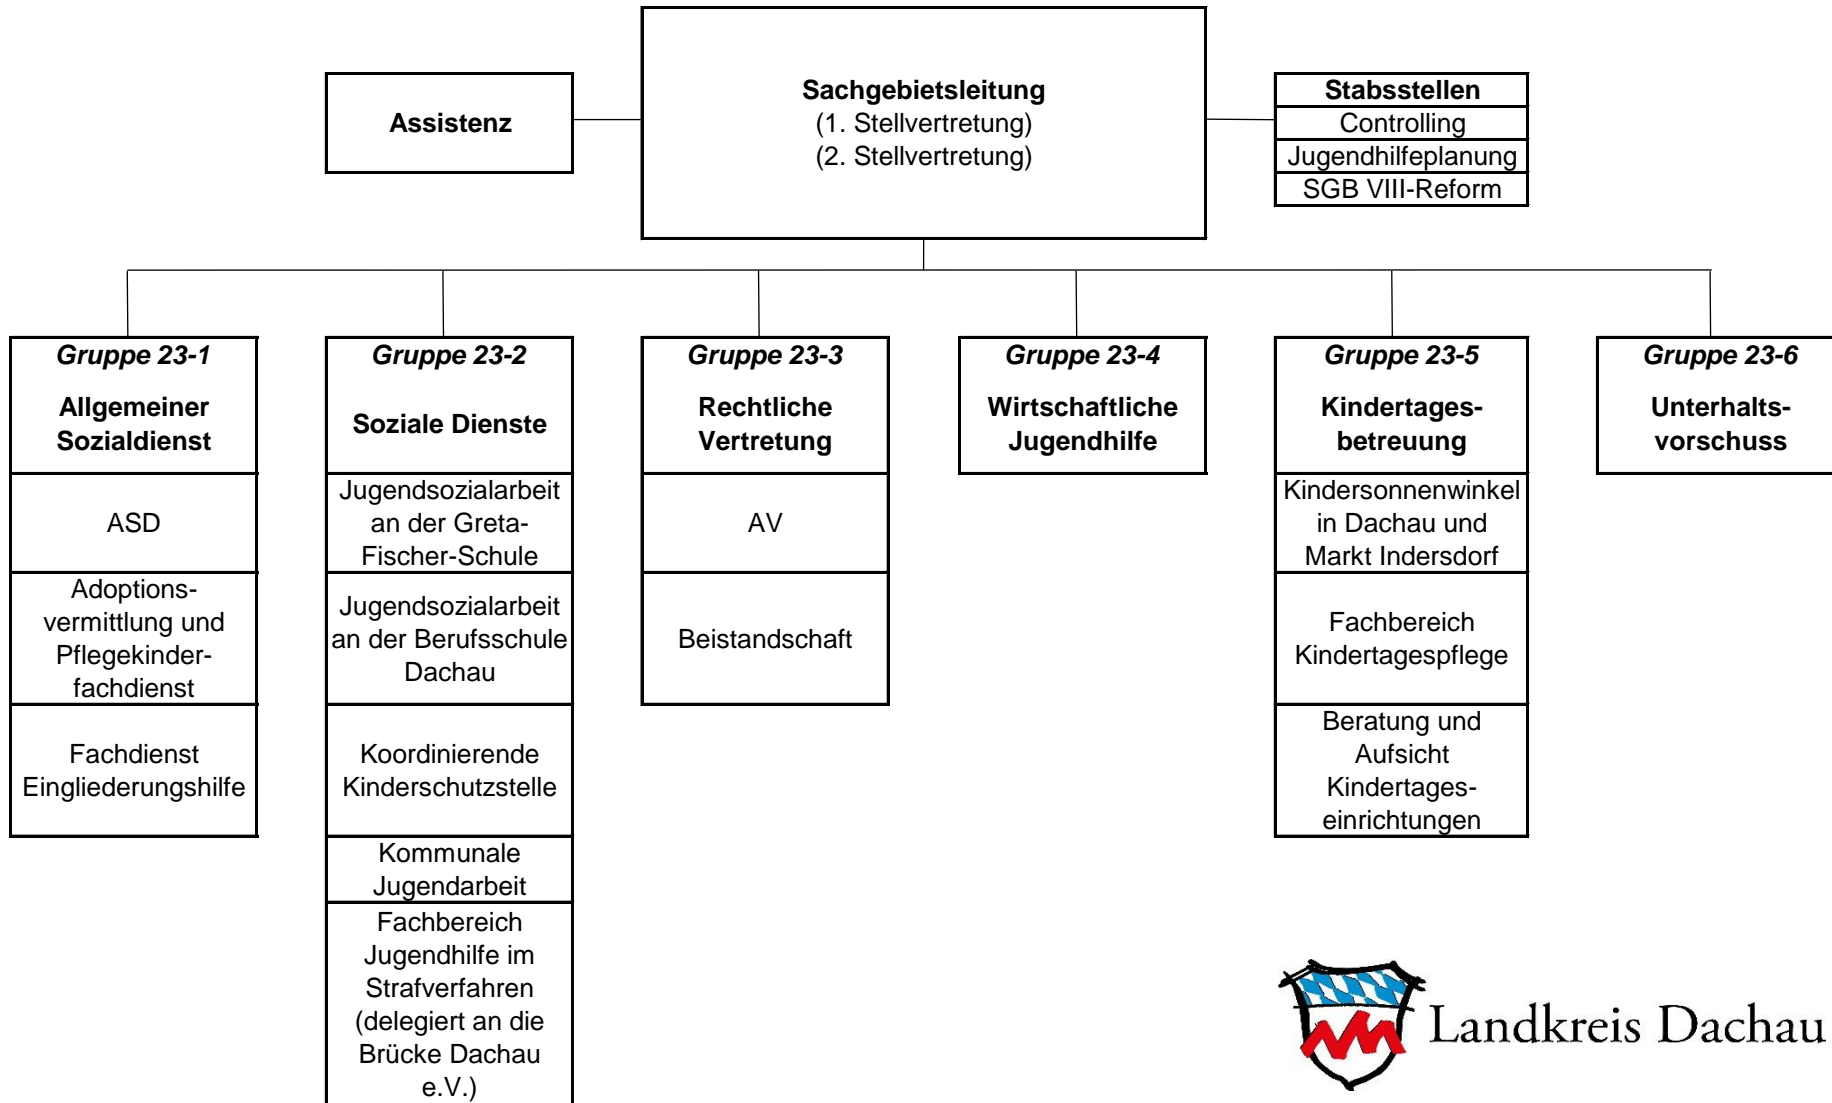 Assistenz
Sachgebietsleitung
(1. Stellvertretung)
(2. Stellvertretung)
Stabsstellen
Controlling
Jugendhilfeplanung
SGB VIII-Reform
Gruppe 23-1
Allgemeiner
Sozialdienst
ASD
Adoptions-
vermittlung und
Pflegekinder-
fachdienst
Fachdienst
Eingliederungshilfe
Gruppe 23-2
Soziale Dienste
Jugendsozialarbeit
an der Greta-
Fischer-Schule
Jugendsozialarbeit
an der Berufsschule
Dachau
Koordinierende
Kinderschutzstelle
Kommunale
Jugendarbeit
Fachbereich
Jugendhilfe im
Strafverfahren
(delegiert an die
Brücke Dachau
e.V.)
Gruppe 23-3
Rechtliche
Vertretung
AV
Beistandschaft
Gruppe 23-4
Wirtschaftliche
Jugendhilfe
Gruppe 23-5
Kindertages-
betreuung
Kindersonnenwinkel
in Dachau und
Markt Indersdorf
Fachbereich
Kindertagespflege
Beratung und
Aufsicht
Kindertages-
einrichtungen
Gruppe 23-6
Unterhalts-
vorschuss
Landkreis Dachau